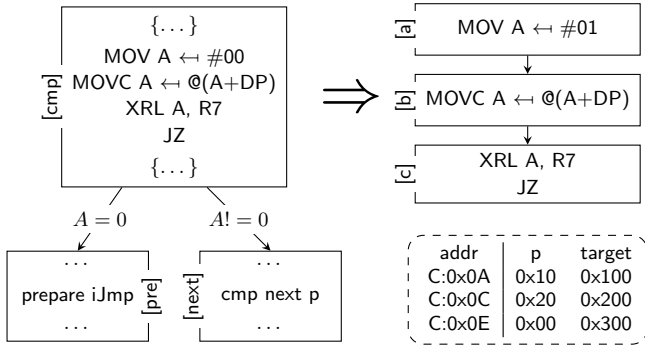 {...}
MOV A ↤ #00
MOVC A ↤ @(A+DP)
XRL A, R7
JZ
{...}
[cmp]
A = 0
A! = 0
...
prepare iJmp
...
[pre]
[next]
...
cmp next p
...
⇒
[a]
MOV A ↤ #01
[b]
MOVC A ↤ @(A+DP)
[c]
XRL A, R7
JZ
addr p target
C:0x0A 0x10 0x100
C:0x0C 0x20 0x200
C:0x0E 0x00 0x300